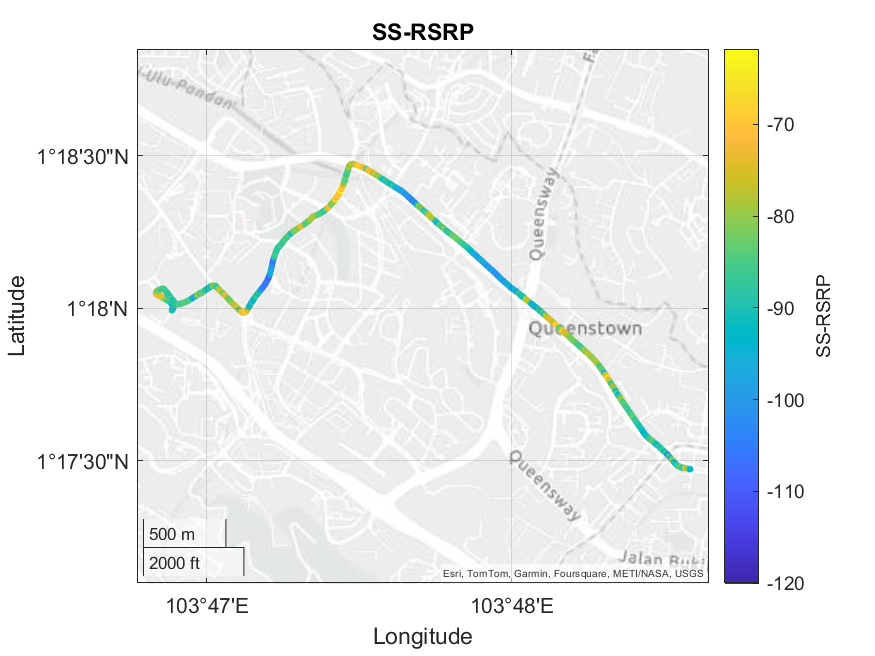 SS-RSRP
-Ulu-Pandan
Fa
1°18'30"N
1°18'N
1°17'30"N
Latitude
Queensway
Queenstown
Queensway
Jalan Buki
500 m
2000 ft
Esri, TomTom, Garmin, Foursquare, METI/NASA, USGS
103°47'E
103°48'E
Longitude
-70
-80
-90
-100
-110
-120
SS-RSRP